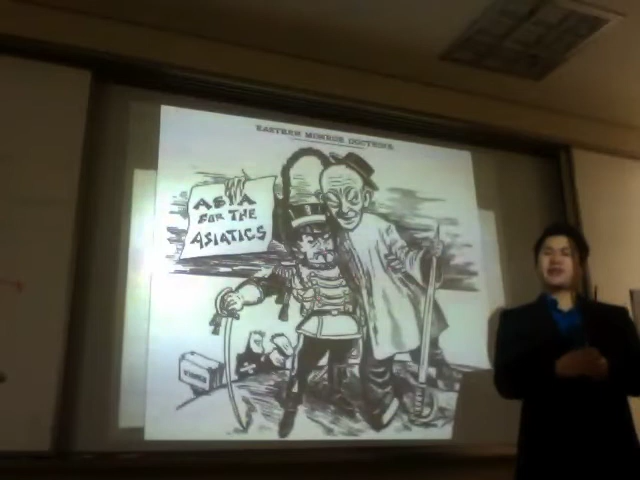 EASTERN MONROE DOCTRINE
ASIA
FOR THE
ASIATICS